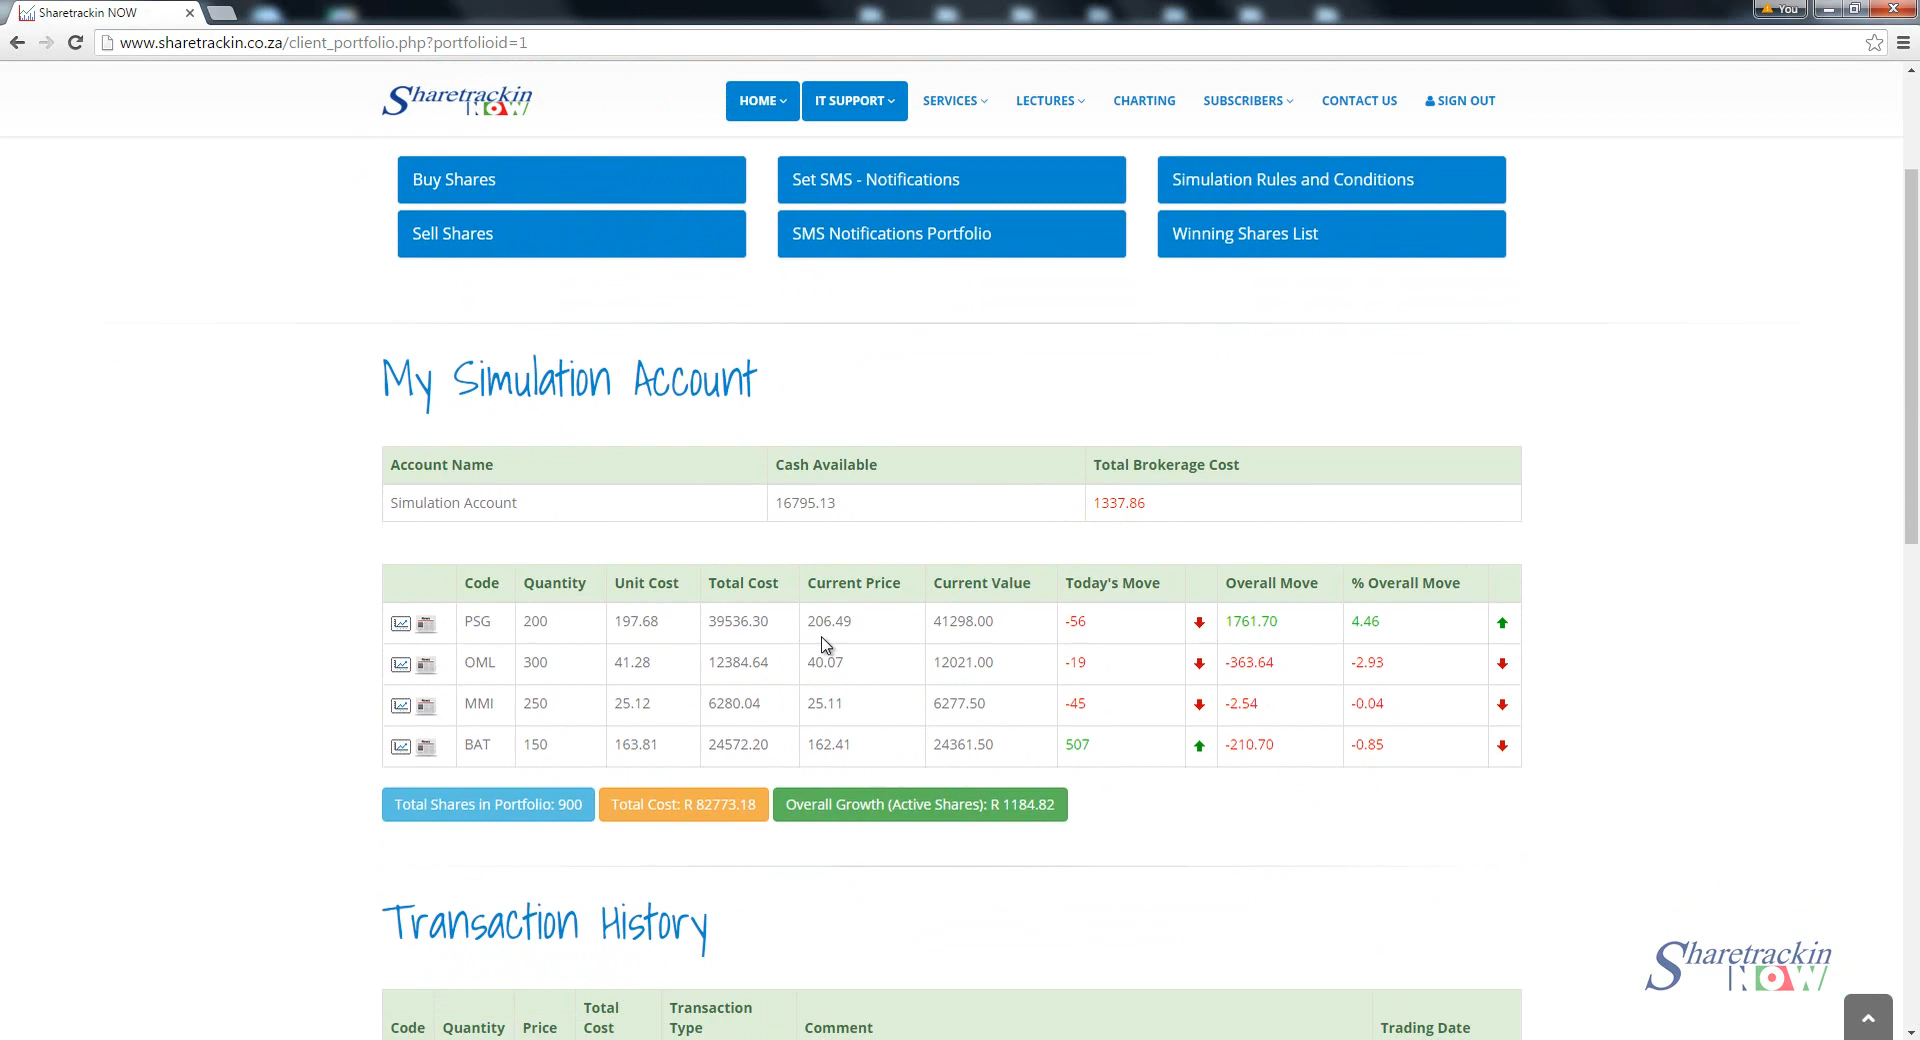 Sharetrackin NOW
You
www.sharetrackin.co.za/client_portfolio.php?portfolioid=1
Sharetrackin NOW
HOME IT SUPPORT SERVICES LECTURES CHARTING SUBSCRIBERS CONTACT US SIGN OUT
Buy Shares Set SMS - Notifications Simulation Rules and Conditions
Sell Shares SMS Notifications Portfolio Winning Shares List
My Simulation Account
Account Name Cash Available Total Brokerage Cost
Simulation Account 16795.13 1337.86
Code Quantity Unit Cost Total Cost Current Price Current Value Today's Move Overall Move % Overall Move
PSG 200 197.68 39536.30 206.49 41298.00 -56 1761.70 4.46
OML 300 41.28 12384.64 40.07 12021.00 -19 -363.64 -2.93
MMI 250 25.12 6280.04 25.11 6277.50 -45 -2.54 -0.04
BAT 150 163.81 24572.20 162.41 24361.50 507 -210.70 -0.85
Total Shares in Portfolio: 900 Total Cost: R 82773.18 Overall Growth (Active Shares): R 1184.82
Transaction History
Code Quantity Price Total Cost Transaction Type Comment Trading Date
Sharetrackin NOW